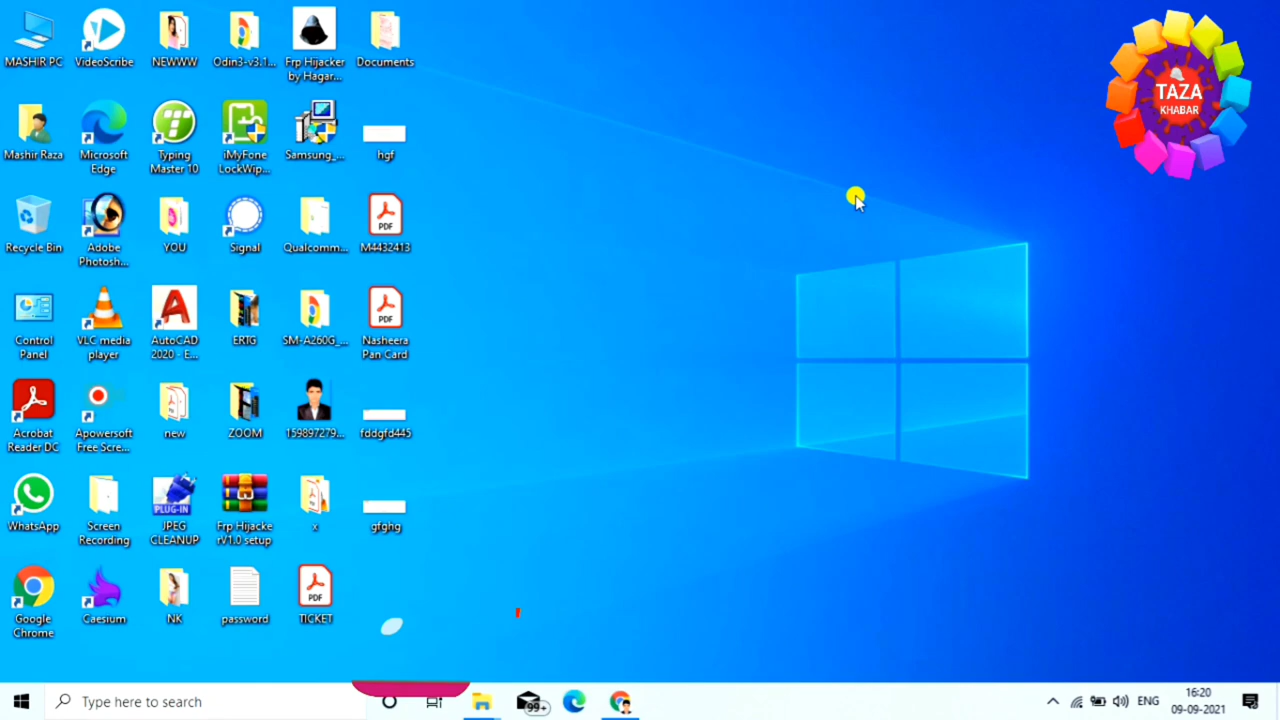 MASHIR PC
VideoScribe
NEWWW
Odin3-v3.1...
Frp Hijacker
by Hagar...
Documents
TAZA
KHABAR
Mashir Raza
Microsoft
Edge
Typing
Master 10
iMyFone
LockWip...
Samsung_...
hgf
Recycle Bin
Adobe
Photosh...
YOU
Signal
Qualcomm...
PDF
M4432413
Control
Panel
VLC media
player
AutoCAD
2020 - E...
ERTG
SM-A260G_...
PDF
Nasheera
Pan Card
Acrobat
Reader DC
Apowersoft
Free Scre...
new
ZOOM
159897279...
fddgfd445
WhatsApp
Screen
Recording
PLUG-IN
JPEG
CLEANUP
Frp Hijacke
rV1.0 setup
x
gfghg
Google
Chrome
Caesium
NK
password
PDF
TICKET
Type here to search
99+
ENG
16:20
09-09-2021